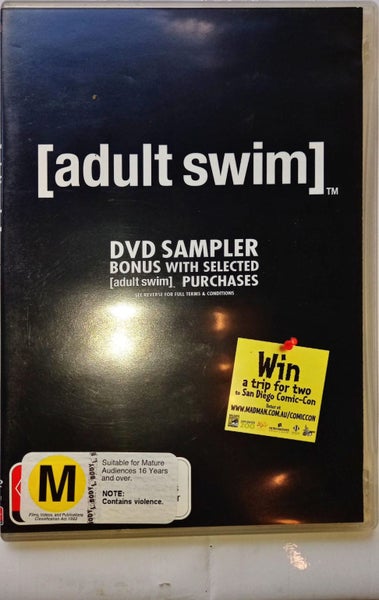 [adult swim]™
DVD SAMPLER
BONUS WITH SELECTED
[adult swim] PURCHASES
SEE REVERSE FOR FULL TERMS & CONDITIONS
Win
a trip for two
to San Diego Comic-Con
Enter at
WWW.MADMAN.COM.AU/COMICCON
M
Suitable for Mature
Audiences 16 Years
and over.
NOTE:
Contains violence.
Films, Videos, and Publications
Classification Act 1993